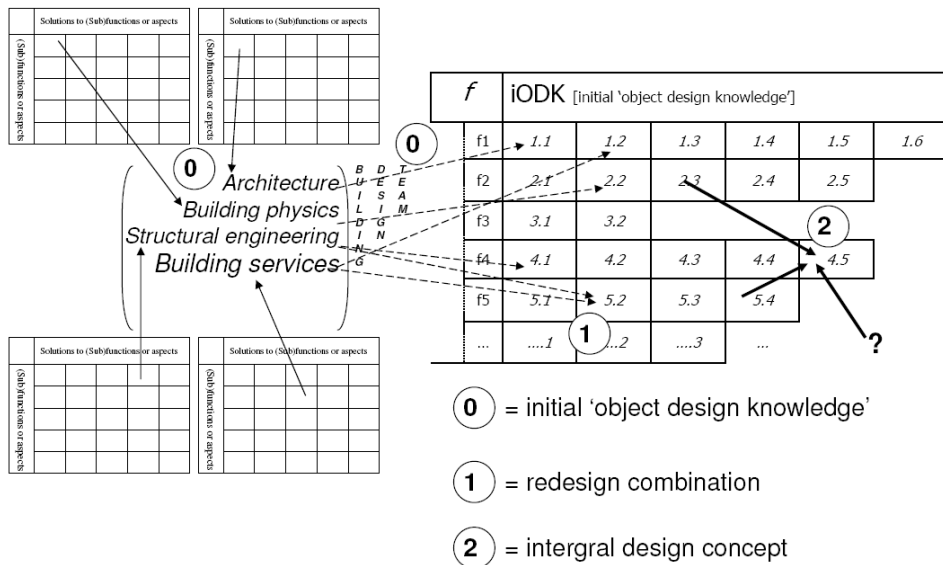 Solutions to (Sub)functions or aspects
(Sub)functions or aspects
Solutions to (Sub)functions or aspects
(Sub)functions or aspects
0
Architecture
Building physics
Structural engineering
Building services
BUILDING
DESIGN
TEAM
0
f iODK [initial 'object design knowledge']
f1 1.1 1.2 1.3 1.4 1.5 1.6
f2 2.1 2.2 2.3 2.4 2.5
f3 3.1 3.2
2
f4 4.1 4.2 4.3 4.4 4.5
f5 5.1 5.2 5.3 5.4
1
... ....1 ...2 ....3 ...
?
Solutions to (Sub)functions or aspects
(Sub)functions or aspects
Solutions to (Sub)functions or aspects
(Sub)functions or aspects
0 = initial ‘object design knowledge’
1 = redesign combination
2 = intergral design concept